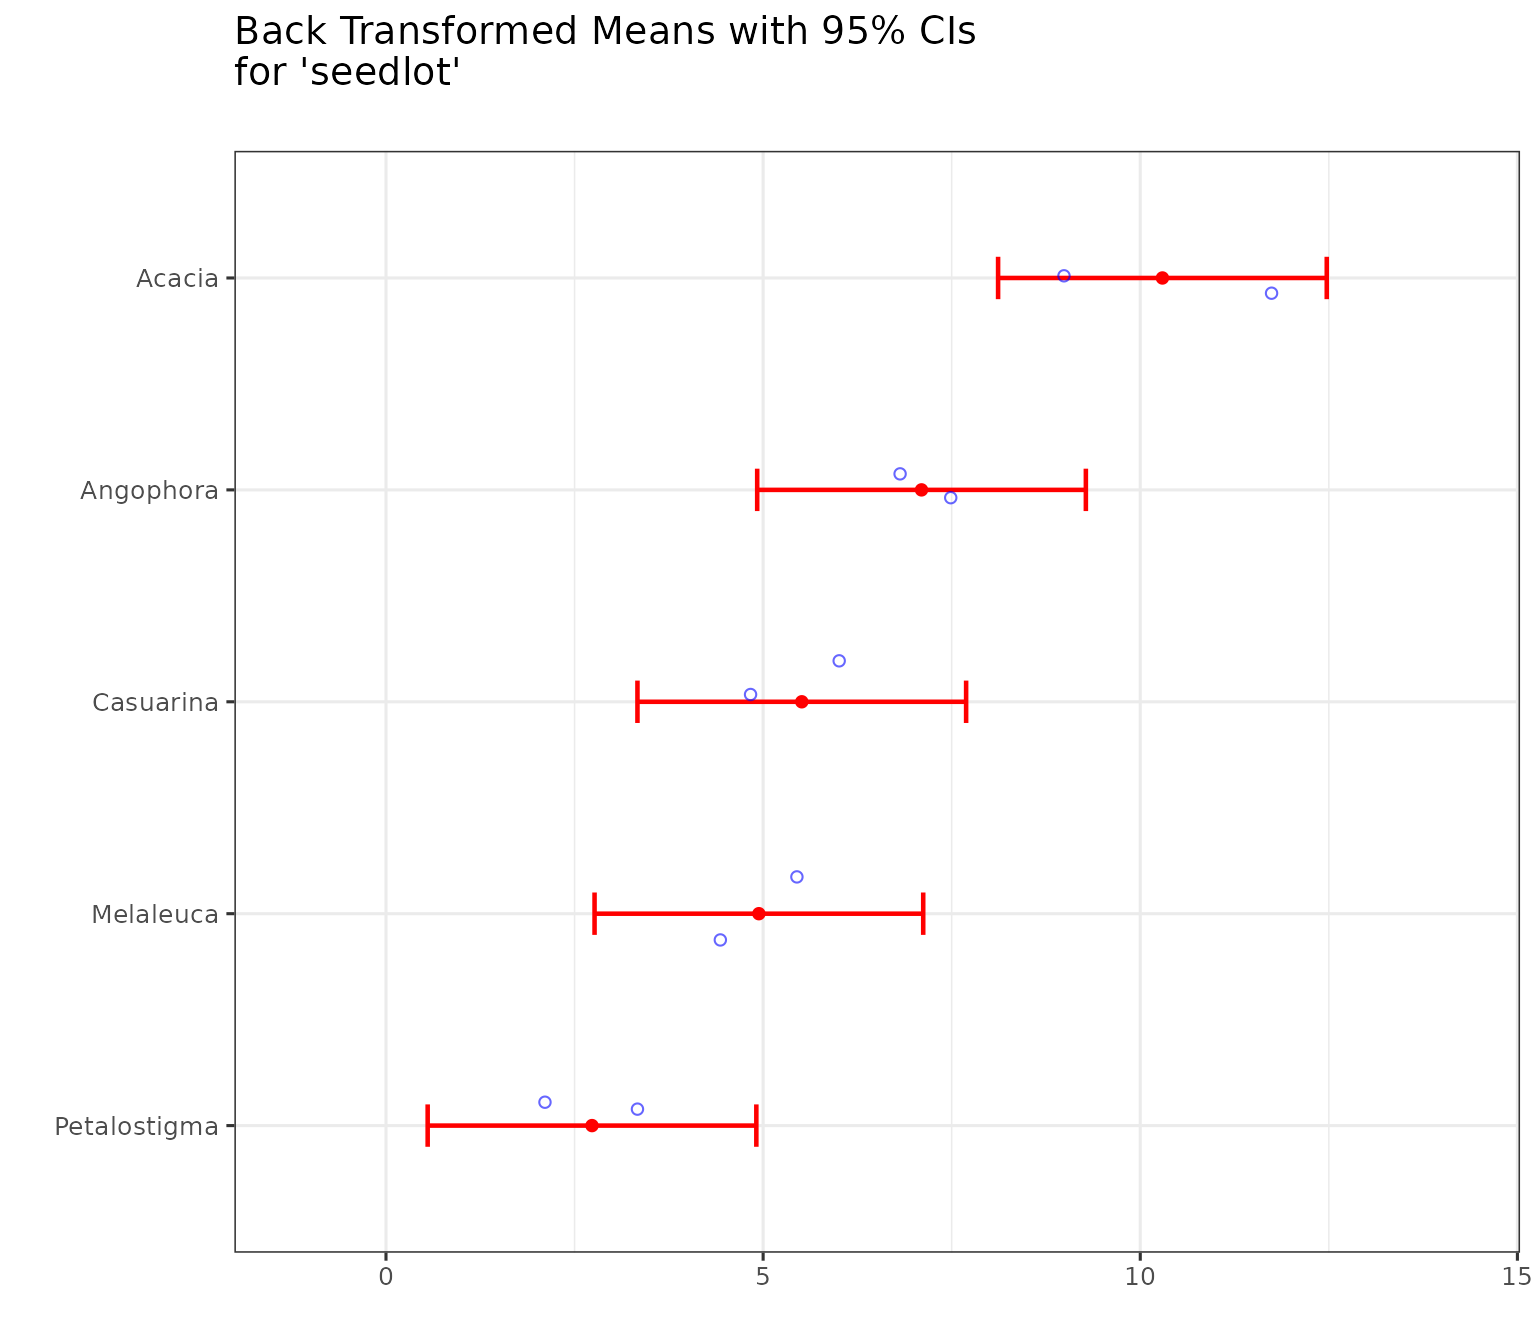 Back Transformed Means with 95% CIs
for 'seedlot'
Acacia
Angophora
Casuarina
Melaleuca
Petalostigma
0 5 10 15